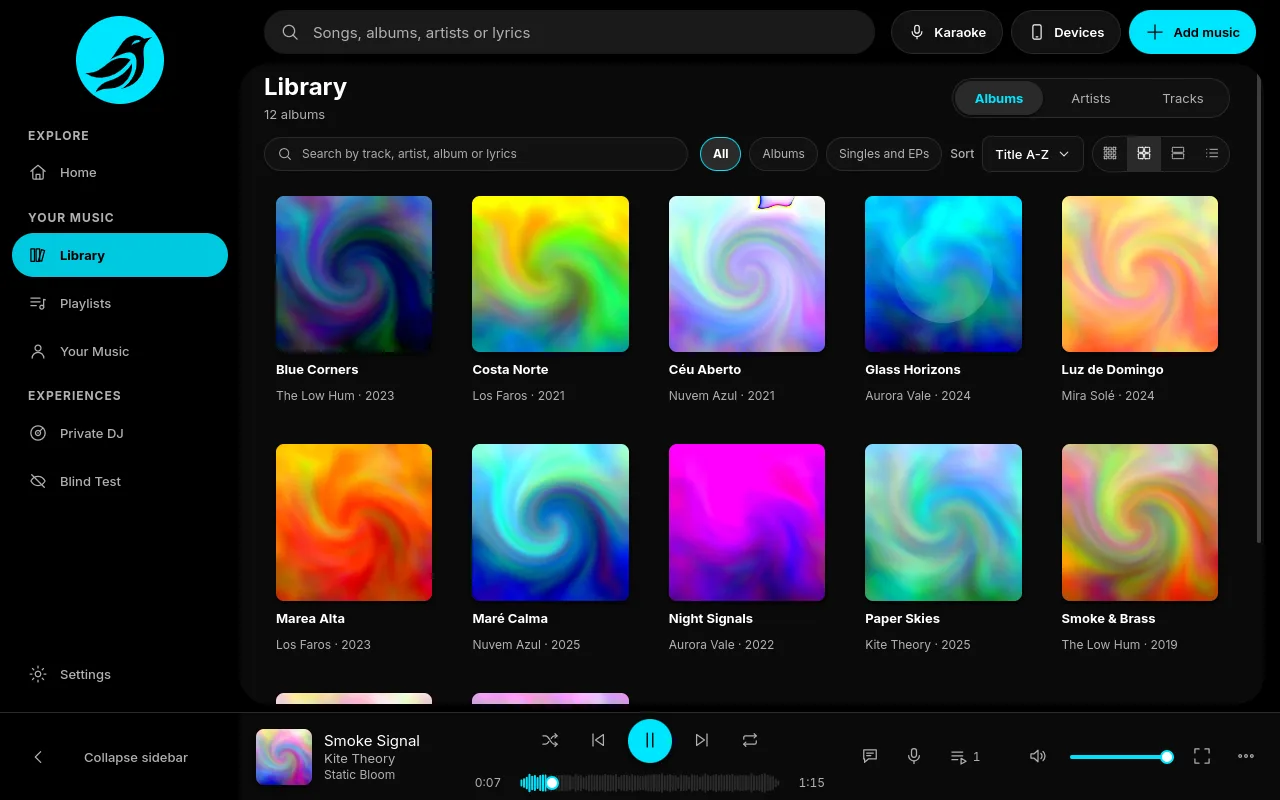 Songs, albums, artists or lyrics
Karaoke
Devices
Add music
EXPLORE
Home
YOUR MUSIC
Library
Playlists
Your Music
EXPERIENCES
Private DJ
Blind Test
Settings
Collapse sidebar
Library
12 albums
Albums
Artists
Tracks
Search by track, artist, album or lyrics
All
Albums
Singles and EPs
Sort
Title A-Z
Blue Corners
The Low Hum · 2023
Costa Norte
Los Faros · 2021
Céu Aberto
Nuvem Azul · 2021
Glass Horizons
Aurora Vale · 2024
Luz de Domingo
Mira Solé · 2024
Marea Alta
Los Faros · 2023
Maré Calma
Nuvem Azul · 2025
Night Signals
Aurora Vale · 2022
Paper Skies
Kite Theory · 2025
Smoke & Brass
The Low Hum · 2019
Smoke Signal
Kite Theory
Static Bloom
0:07
1:15
1